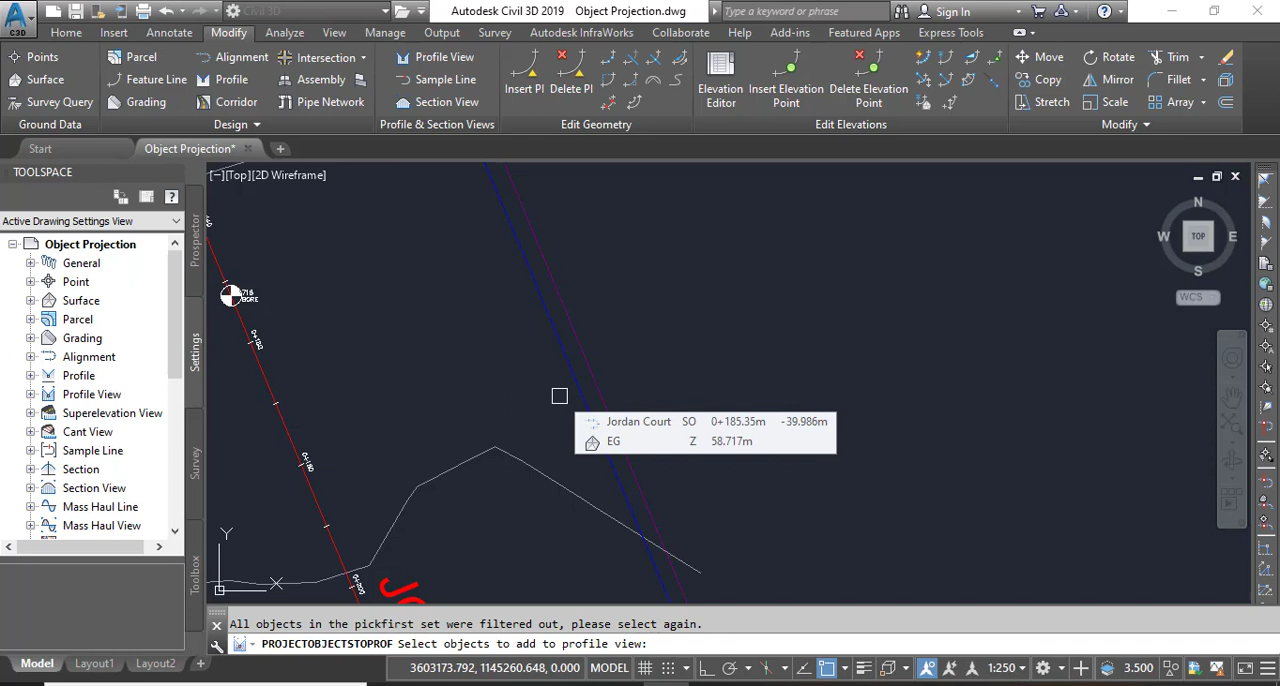 Civil 3D
Autodesk Civil 3D 2019 Object Projection.dwg
Type a keyword or phrase
Sign In
C3D
Home Insert Annotate Modify Analyze View Manage Output Survey Autodesk InfraWorks Collaborate Help Add-ins Featured Apps Express Tools
Points Parcel Alignment Intersection Profile View Move Rotate Trim
Surface Feature Line Profile Assembly Sample Line Insert PI Delete PI Elevation Editor Insert Elevation Point Delete Elevation Point Copy Mirror Fillet
Survey Query Grading Corridor Pipe Network Section View Stretch Scale Array
Ground Data Design Profile & Section Views Edit Geometry Edit Elevations Modify
Start Object Projection*
TOOLSPACE
[−][Top][2D Wireframe]
Active Drawing Settings View
Object Projection
General
Point
Surface
Parcel
Grading
Alignment
Profile
Profile View
Superelevation View
Cant View
Sample Line
Section
Section View
Mass Haul Line
Mass Haul View
Prospector
Settings
Survey
Toolbox
N
W TOP E
S
WCS
716
BORE
0+200
Jordan Court SO 0+185.35m -39.986m
EG Z 58.717m
Y
X
JO
All objects in the pickfirst set were filtered out, please select again.
PROJECTOBJECTSTOPROF Select objects to add to profile view:
Model Layout1 Layout2
3603173.792, 1145260.648, 0.000 MODEL 1:250 3.500